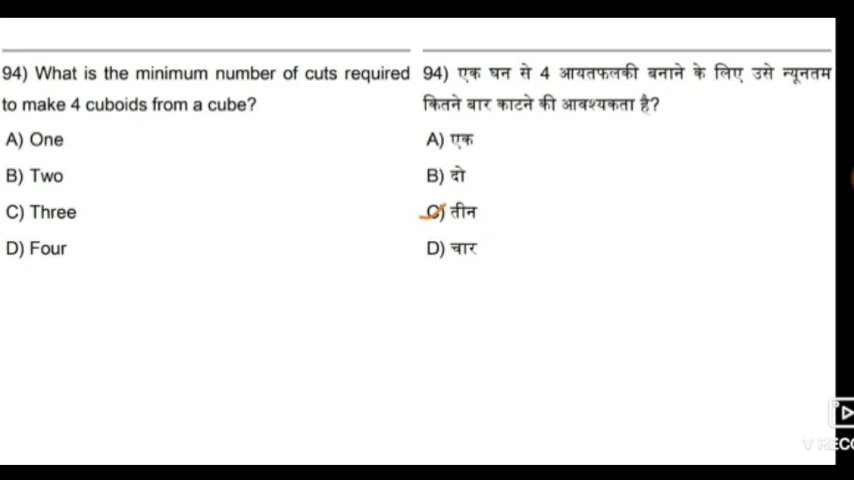 94) What is the minimum number of cuts required
to make 4 cuboids from a cube?
A) One
B) Two
C) Three
D) Four
94) एक घन से 4 आयतफलकी बनाने के लिए उसे न्यूनतम
कितने बार काटने की आवश्यकता है?
A) एक
B) दो
C) तीन
D) चार